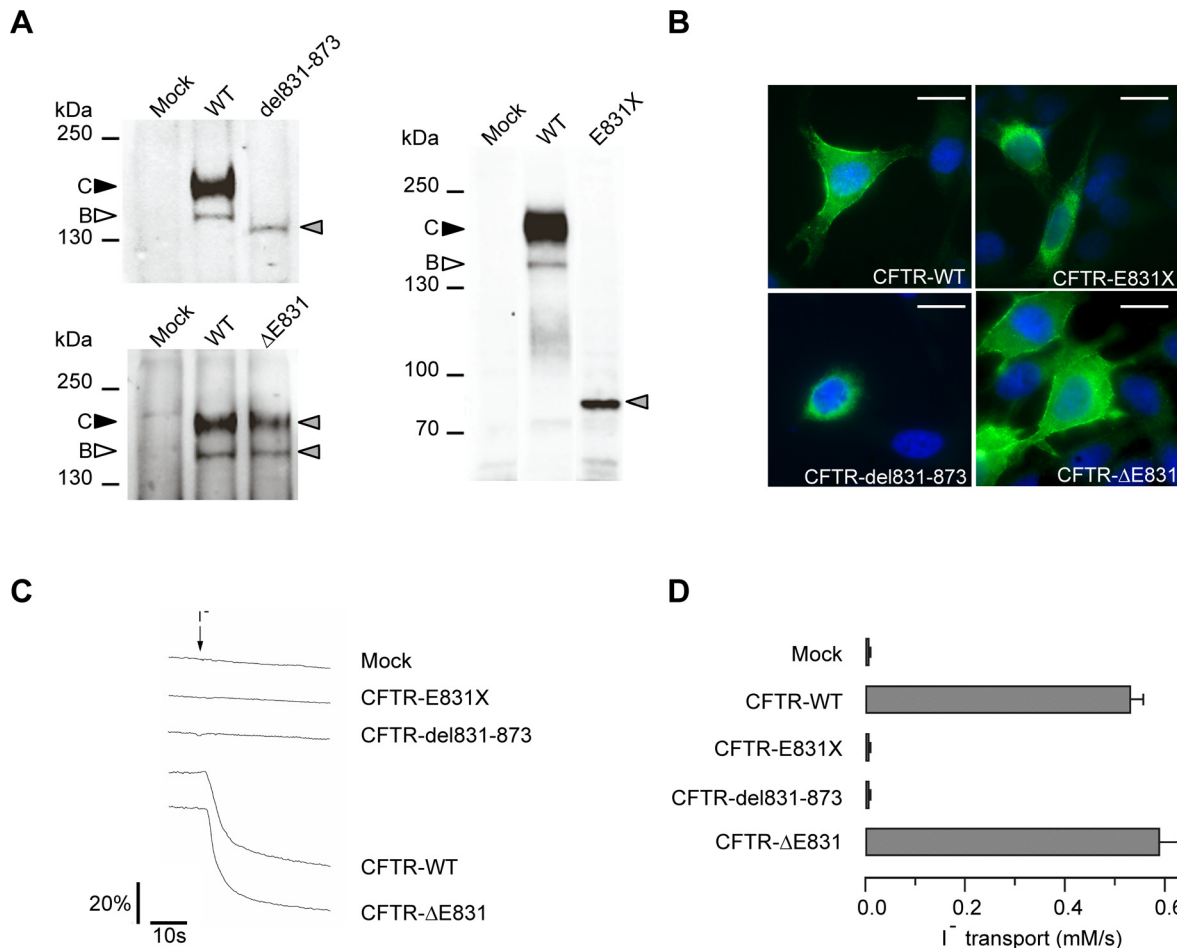 A
B
kDa
Mock
WT
del831-873
250
C
B
130
kDa
Mock
WT
E831X
250
C
B
130
100
70
kDa
Mock
WT
ΔE831
250
C
B
130
CFTR-WT
CFTR-E831X
CFTR-del831-873
CFTR-ΔE831
C
I-
Mock
CFTR-E831X
CFTR-del831-873
CFTR-WT
CFTR-ΔE831
20%
10s
D
Mock
CFTR-WT
CFTR-E831X
CFTR-del831-873
CFTR-ΔE831
0.0 0.2 0.4 0.6
I⁻ transport (mM/s)